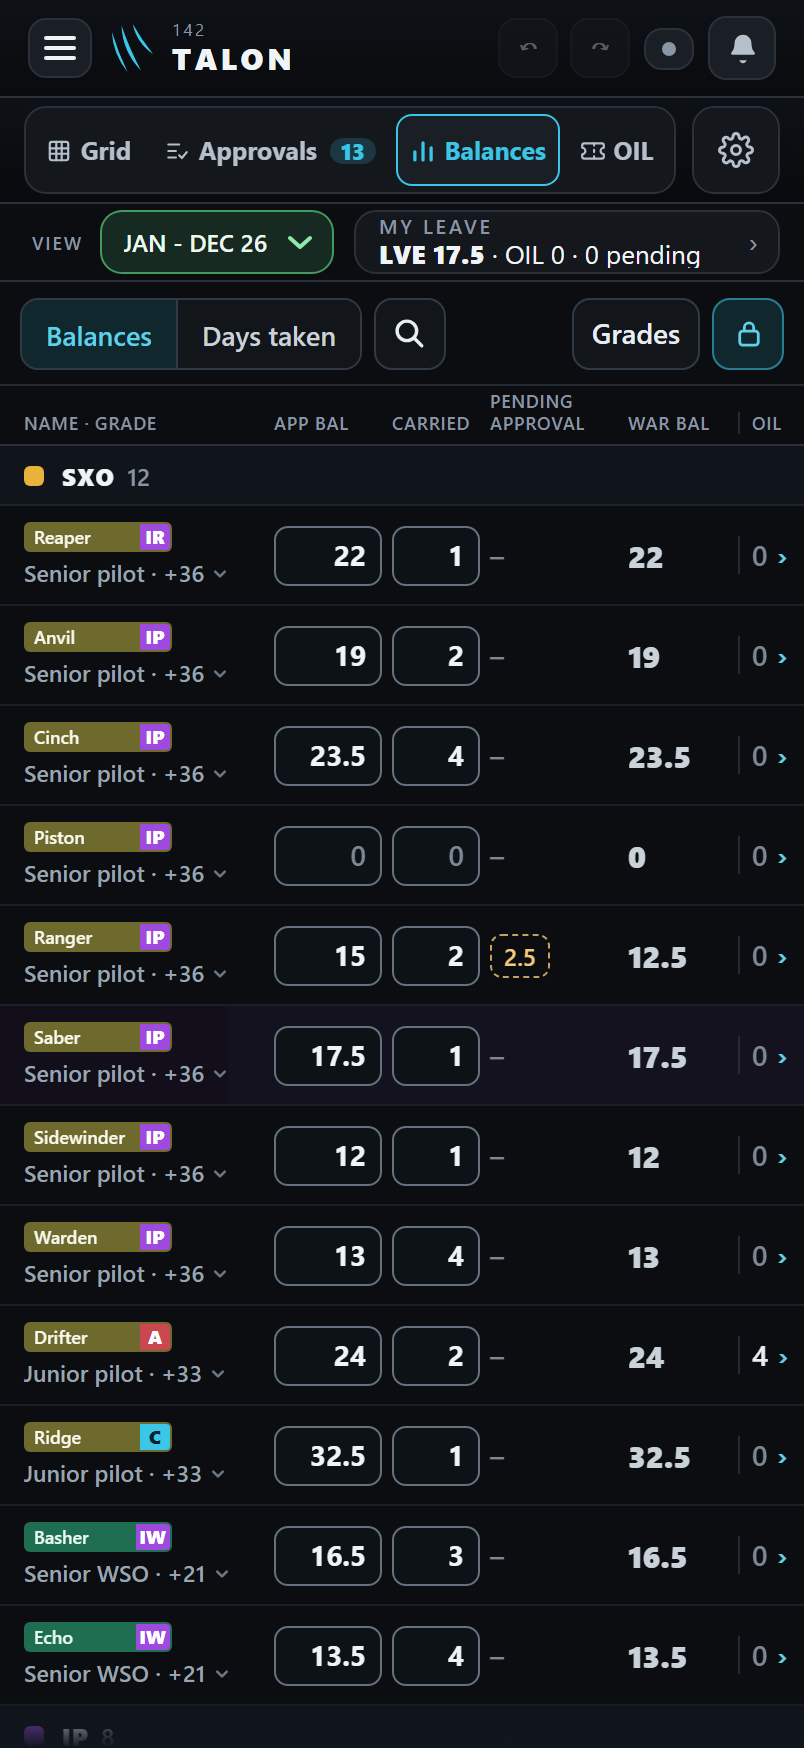 142
TALON
Grid
Approvals 13
Balances
OIL
VIEW
JAN - DEC 26
MY LEAVE
LVE 17.5 · OIL 0 · 0 pending ›
Balances
Days taken
Grades
NAME · GRADE APP BAL CARRIED PENDING APPROVAL WAR BAL OIL
SXO 12
Reaper IR
Senior pilot · +36
22 1 – 22 0 ›
Anvil IP
Senior pilot · +36
19 2 – 19 0 ›
Cinch IP
Senior pilot · +36
23.5 4 – 23.5 0 ›
Piston IP
Senior pilot · +36
0 0 – 0 0 ›
Ranger IP
Senior pilot · +36
15 2 2.5 12.5 0 ›
Saber IP
Senior pilot · +36
17.5 1 – 17.5 0 ›
Sidewinder IP
Senior pilot · +36
12 1 – 12 0 ›
Warden IP
Senior pilot · +36
13 4 – 13 0 ›
Drifter A
Junior pilot · +33
24 2 – 24 4 ›
Ridge C
Junior pilot · +33
32.5 1 – 32.5 0 ›
Basher IW
Senior WSO · +21
16.5 3 – 16.5 0 ›
Echo IW
Senior WSO · +21
13.5 4 – 13.5 0 ›
IP 8